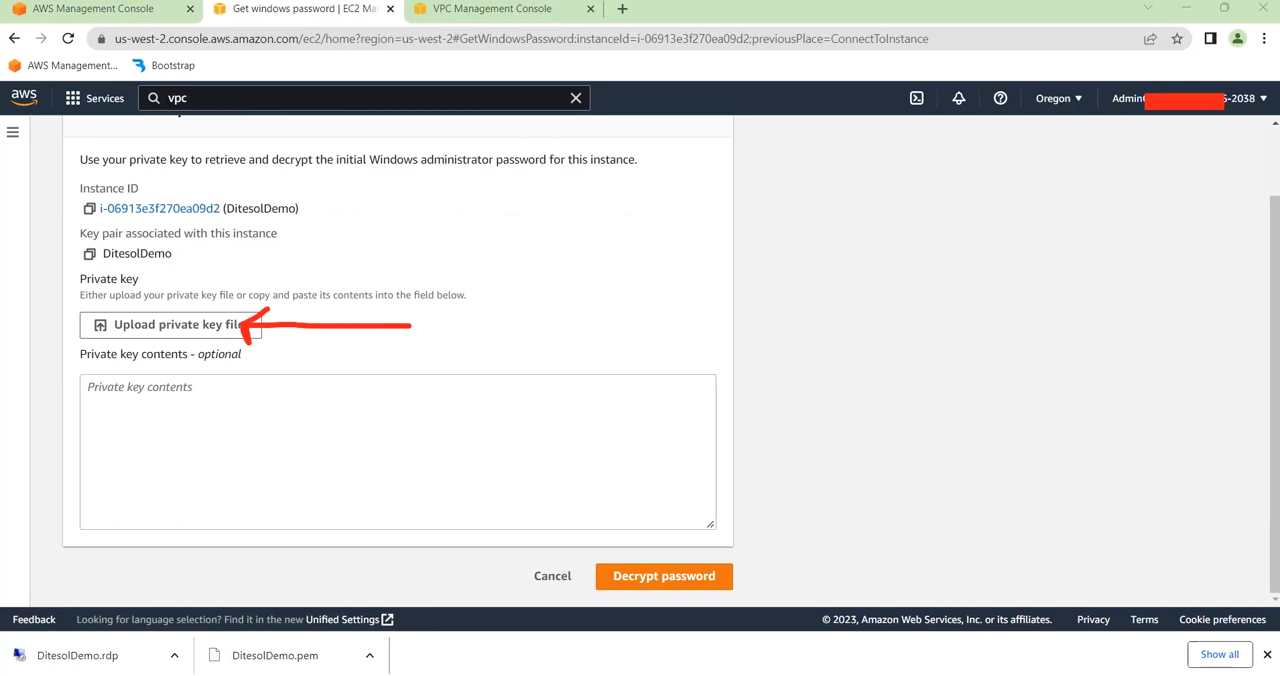 AWS Management Console
Get windows password | EC2 Ma
VPC Management Console
us-west-2.console.aws.amazon.com/ec2/home?region=us-west-2#GetWindowsPassword:instanceId=i-06913e3f270ea09d2;previousPlace=ConnectToInstance
AWS Management...
Bootstrap
aws
Services
vpc
Oregon
Admin
-2038
Use your private key to retrieve and decrypt the initial Windows administrator password for this instance.
Instance ID
i-06913e3f270ea09d2 (DitesolDemo)
Key pair associated with this instance
DitesolDemo
Private key
Either upload your private key file or copy and paste its contents into the field below.
Upload private key fil
Private key contents - optional
Private key contents
Cancel
Decrypt password
Feedback
Looking for language selection? Find it in the new Unified Settings
© 2023, Amazon Web Services, Inc. or its affiliates.
Privacy
Terms
Cookie preferences
DitesolDemo.rdp
DitesolDemo.pem
Show all